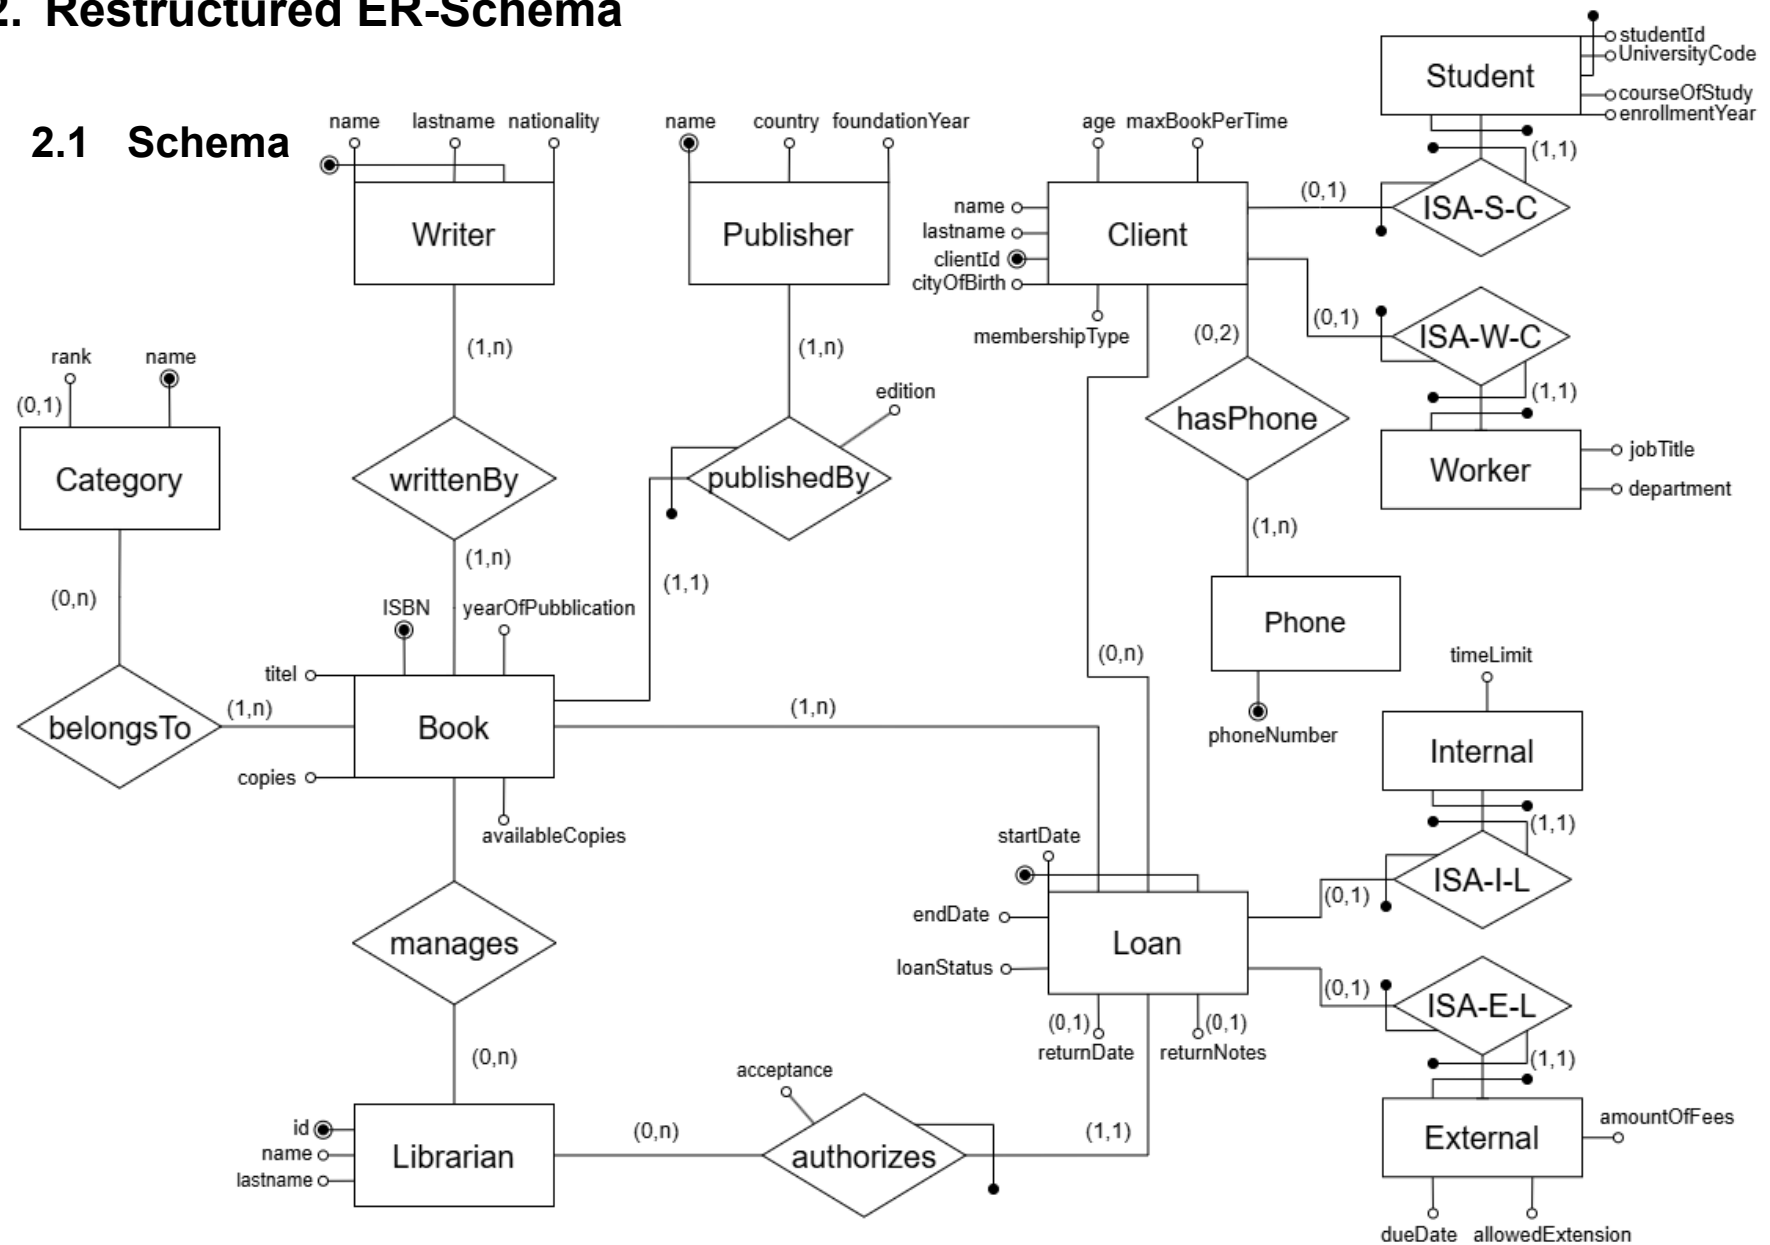 2. Restructured ER-Schema
2.1 Schema
name lastname nationality
name country foundationYear
age maxBookPerTime
studentId
UniversityCode
courseOfStudy
enrollmentYear
Student
(1,1)
Writer
Publisher
name
lastname
clientId
cityOfBirth
Client
membershipType
(0,1)
ISA-S-C
(0,1)
ISA-W-C
(1,1)
Worker
jobTitle
department
(1,n)
(1,n)
(0,2)
hasPhone
(1,n)
Phone
phoneNumber
rank
name
(0,1)
Category
(0,n)
belongsTo
(1,n)
writtenBy
(1,n)
edition
publishedBy
(1,1)
ISBN
yearOfPubblication
titel
Book
copies
availableCopies
(1,n)
(0,n)
timeLimit
Internal
(1,1)
ISA-I-L
(0,1)
startDate
endDate
loanStatus
Loan
(0,1)
returnDate
(0,1)
returnNotes
(0,1)
ISA-E-L
(1,1)
External
amountOfFees
dueDate
allowedExtension
manages
(0,n)
id
name
lastname
Librarian
(0,n)
acceptance
authorizes
(1,1)